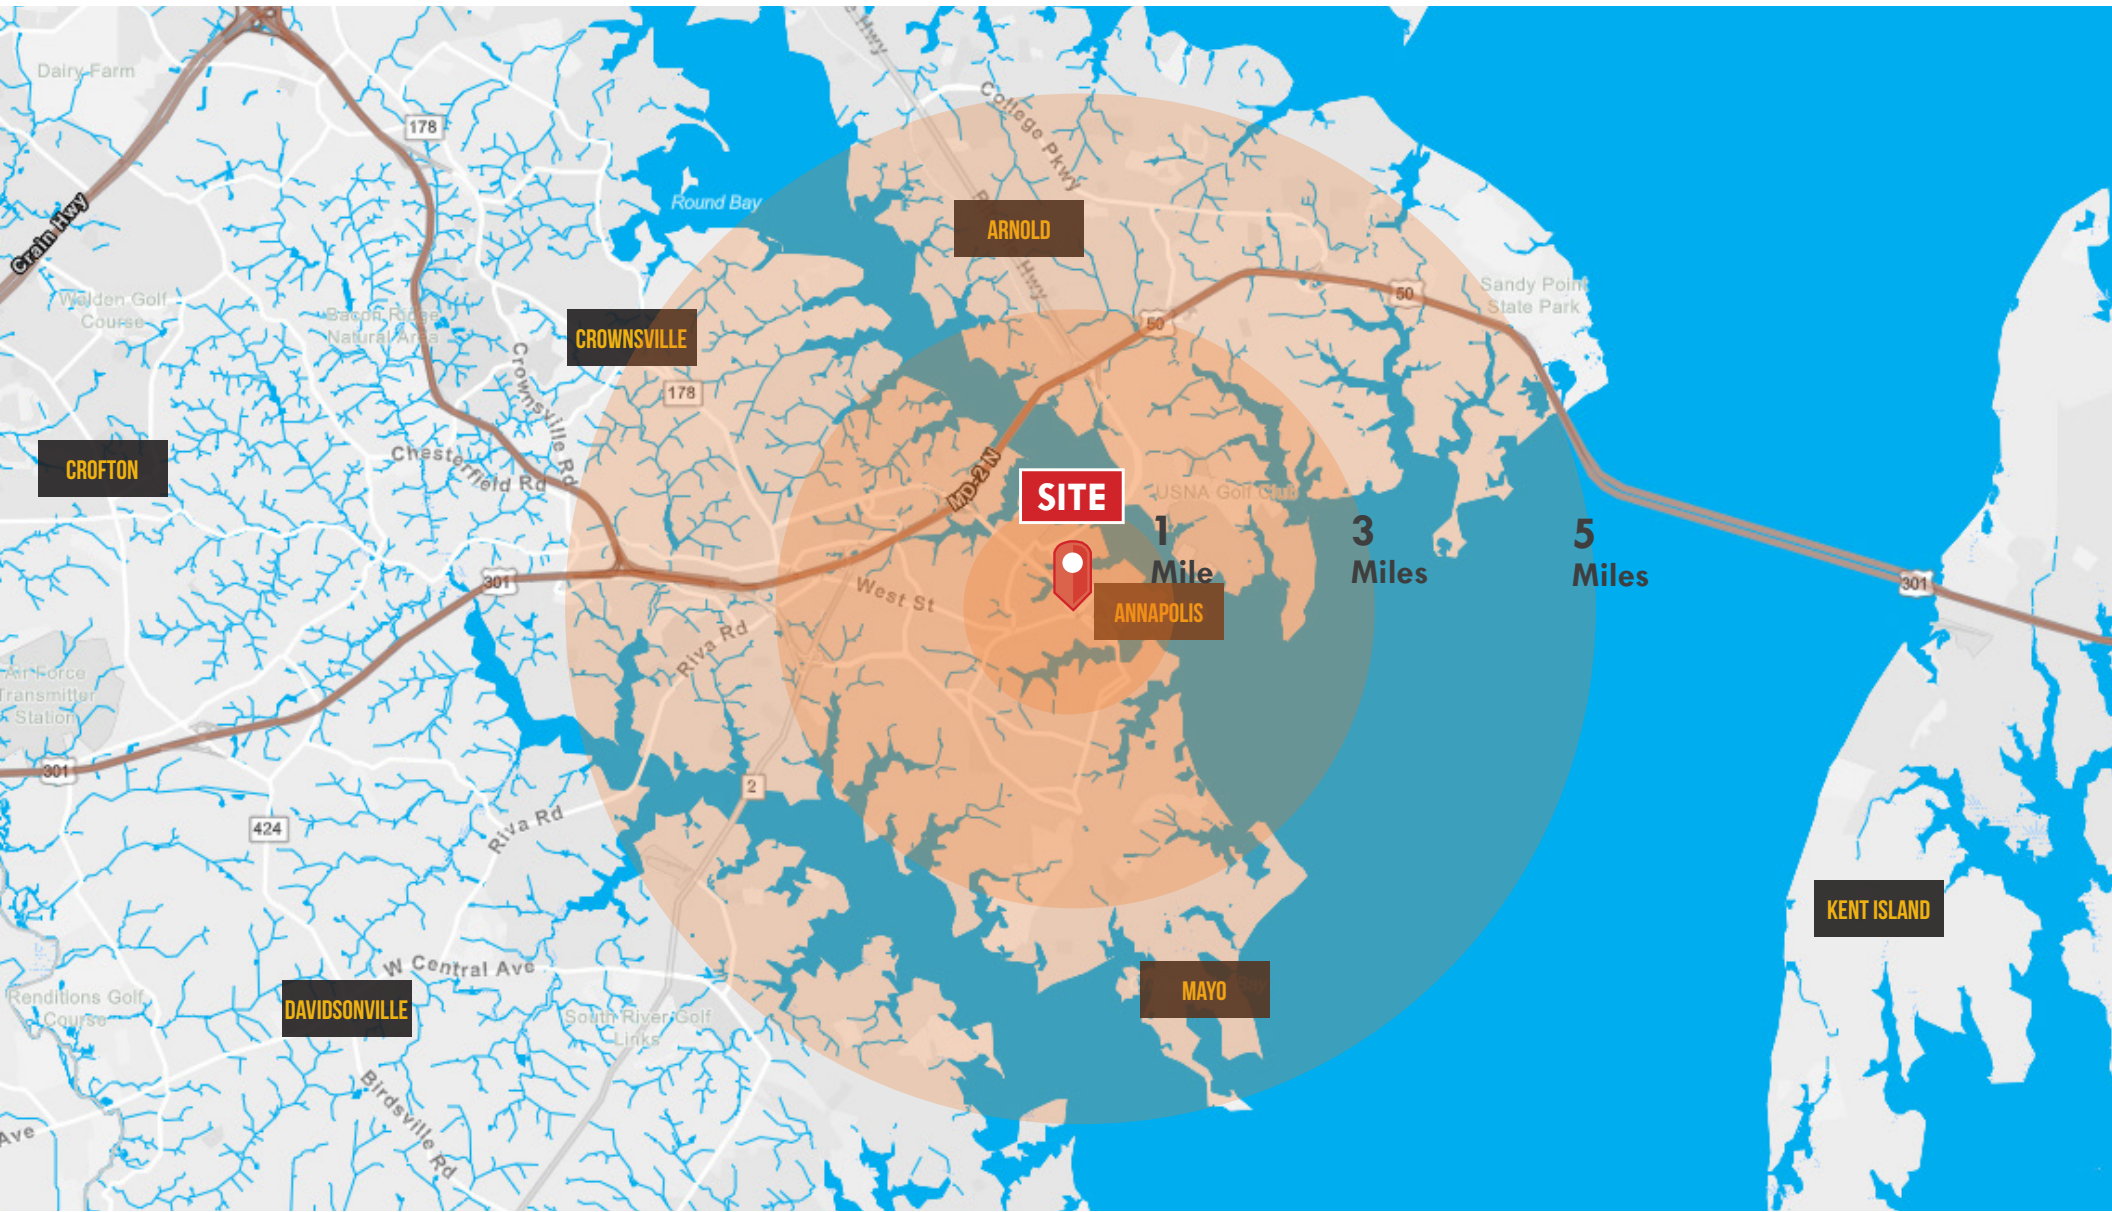 Hwy
Dairy Farm
College Pkwy
178
Crain Hwy
Round Bay
ARNOLD
Hwy
Walden Golf
Course
Bacon Ridge
Natural Area
Sandy Point
State Park
50
50
CROWNSVILLE
178
Crownsville Rd
Chesterfield Rd
CROFTON
MD-2 N
SITE
USNA Golf Club
1
Mile
3
Miles
5
Miles
301
301
West St
ANNAPOLIS
Riva Rd
Air Force
Transmitter
Station
301
2
424
Riva Rd
KENT ISLAND
W Central Ave
MAYO
Renditions Golf
Course
DAVIDSONVILLE
South River Golf
Links
Birdsville Rd
Ave